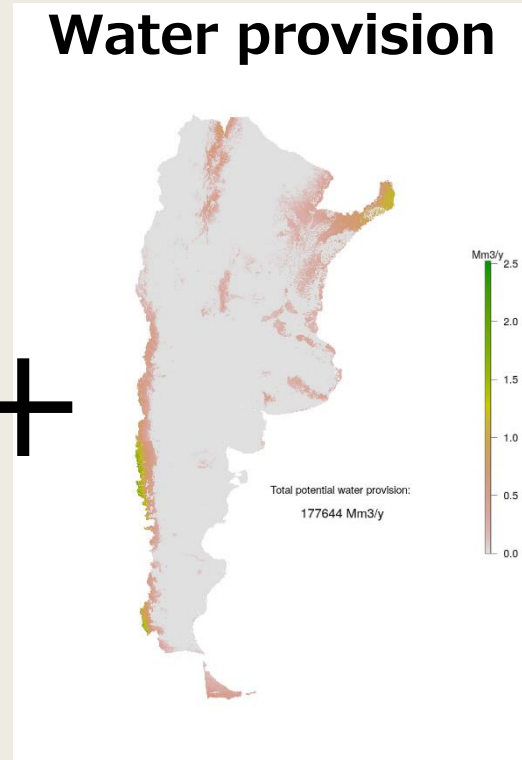 Water provision
Mm3/y
2.5
2.0
1.5
1.0
0.5
0.0
Total potential water provision:
177644 Mm3/y
+